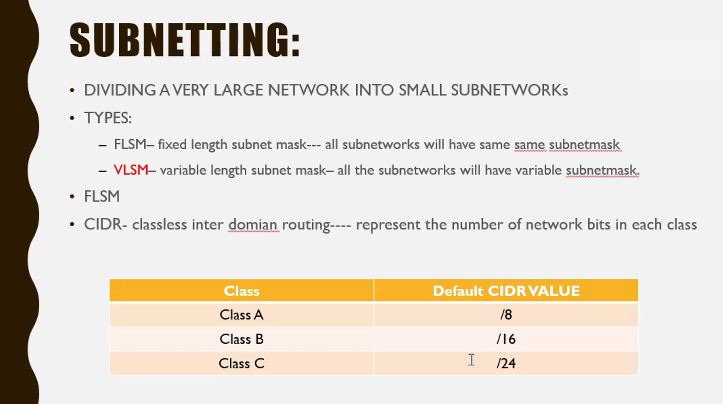 SUBNETTING:
• DIVIDING A VERY LARGE NETWORK INTO SMALL SUBNETWORKs
• TYPES:
– FLSM– fixed length subnet mask--- all subnetworks will have same same subnetmask
– VLSM– variable length subnet mask– all the subnetworks will have variable subnetmask.
• FLSM
• CIDR- classless inter domian routing---- represent the number of network bits in each class
Class Default CIDR VALUE
Class A /8
Class B /16
Class C /24